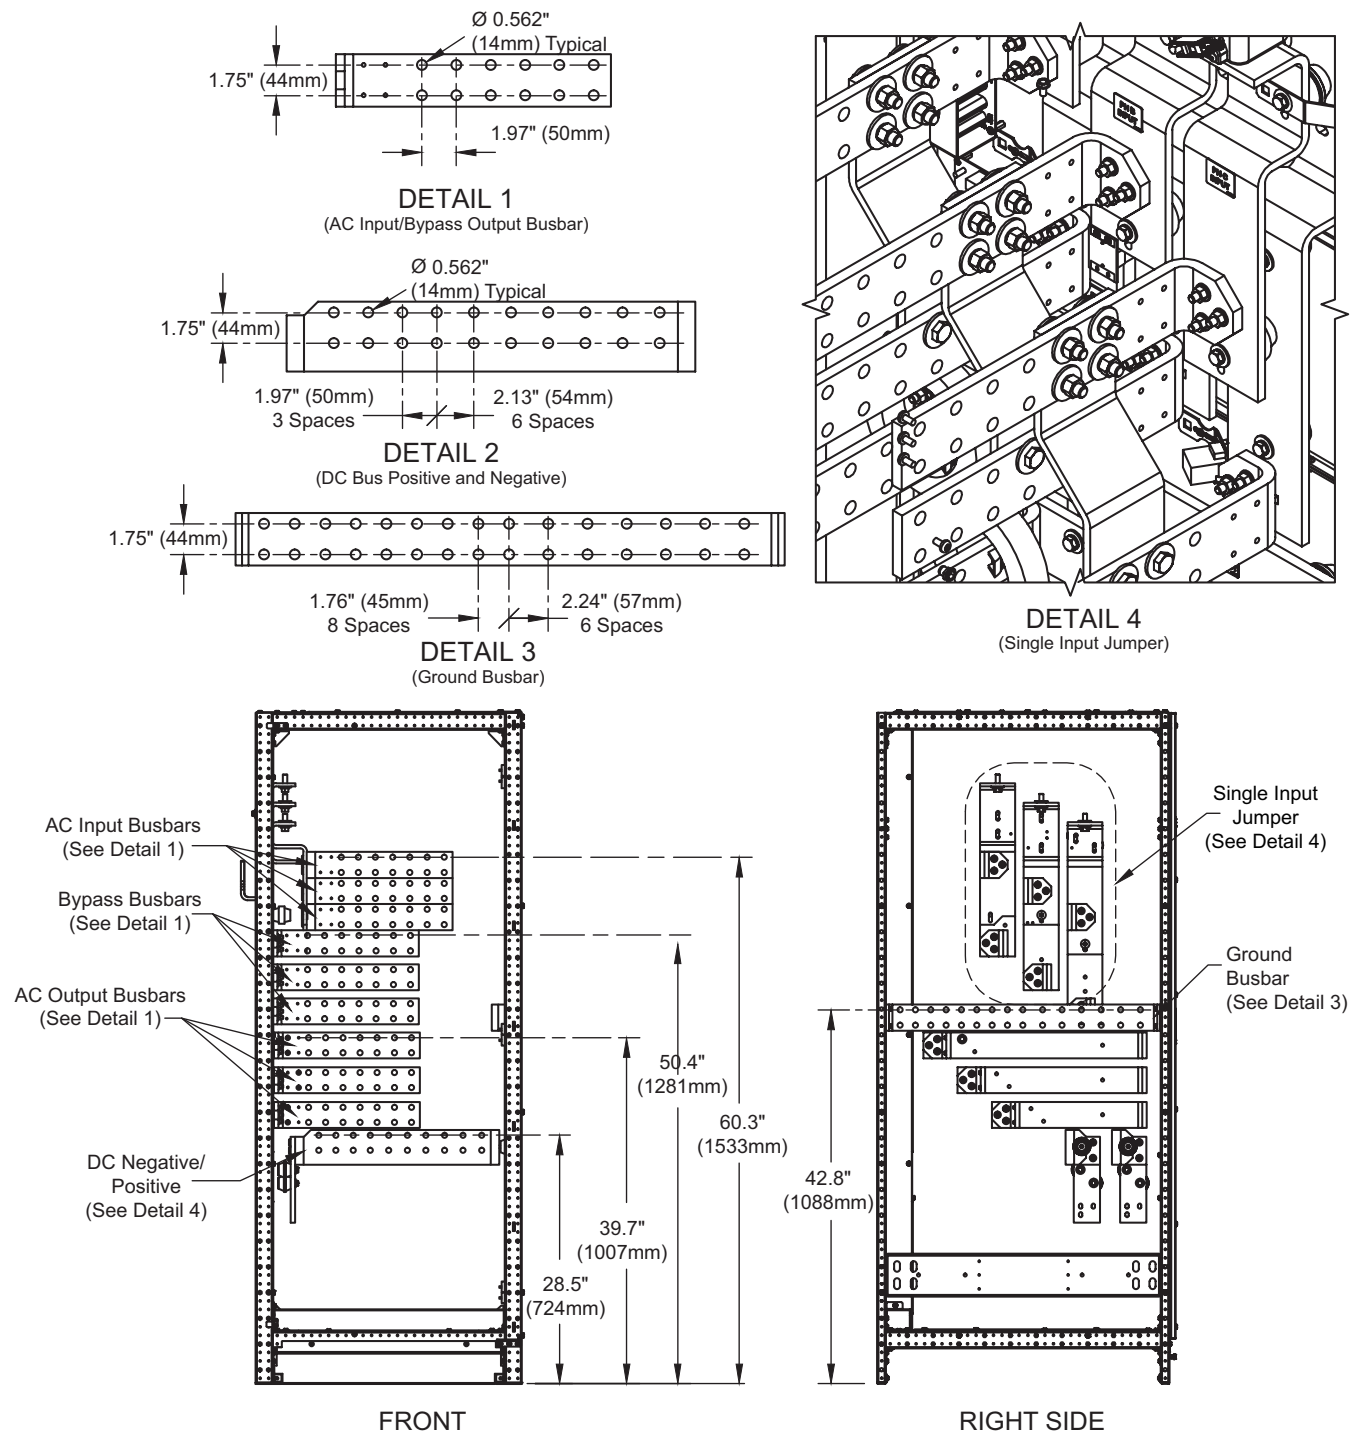 Ø 0.562"
(14mm) Typical
1.75" (44mm)
1.97" (50mm)
DETAIL 1
(AC Input/Bypass Output Busbar)
Ø 0.562"
(14mm) Typical
1.75" (44mm)
1.97" (50mm)
3 Spaces
2.13" (54mm)
6 Spaces
DETAIL 2
(DC Bus Positive and Negative)
1.75" (44mm)
1.76" (45mm)
8 Spaces
2.24" (57mm)
6 Spaces
DETAIL 3
(Ground Busbar)
PH B
INPUT
PH C
INPUT
DETAIL 4
(Single Input Jumper)
AC Input Busbars
(See Detail 1)
Bypass Busbars
(See Detail 1)
AC Output Busbars
(See Detail 1)
DC Negative/
Positive
(See Detail 4)
50.4"
(1281mm)
60.3"
(1533mm)
39.7"
(1007mm)
28.5"
(724mm)
FRONT
Single Input
Jumper
(See Detail 4)
Ground
Busbar
(See Detail 3)
42.8"
(1088mm)
RIGHT SIDE